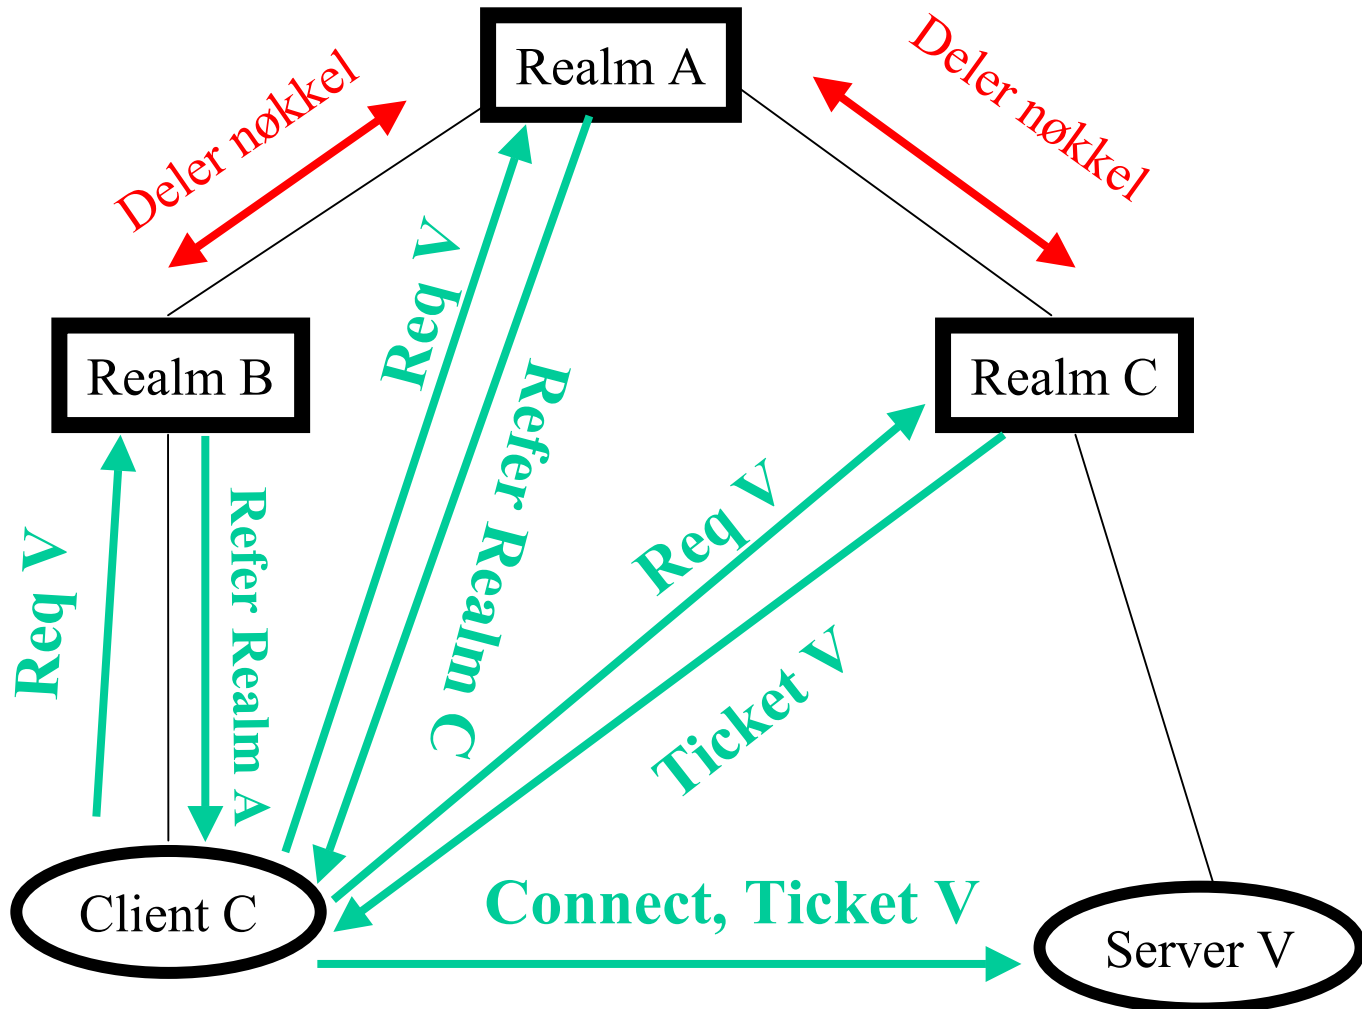 Realm A
Deler nøkkel
Deler nøkkel
Req V
Realm B
Realm C
Refer Realm C
Req V
Req V
Refer Realm A
Ticket V
Client C
Connect, Ticket V
Server V